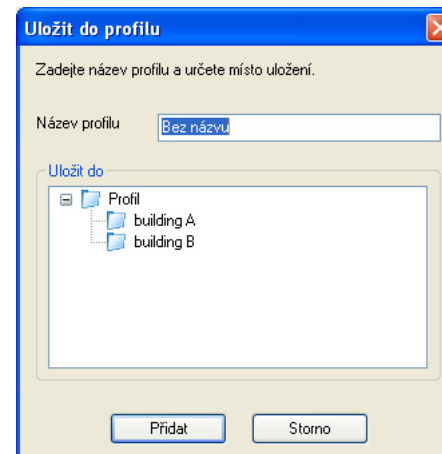 Uložit do profilu
Zadejte název profilu a určete místo uložení.
Název profilu Bez názvu
Uložit do
Profil
building A
building B
Přidat Storno